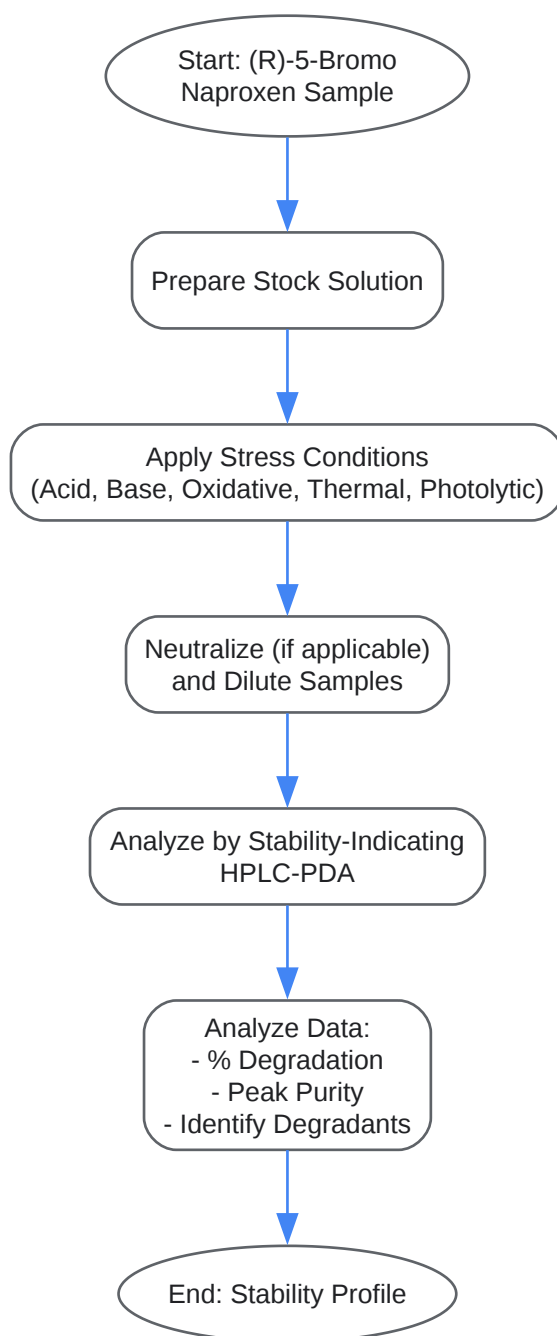 Start: (R)-5-Bromo
Naproxen Sample
Prepare Stock Solution
Apply Stress Conditions
(Acid, Base, Oxidative, Thermal, Photolytic)
Neutralize (if applicable)
and Dilute Samples
Analyze by Stability-Indicating
HPLC-PDA
Analyze Data:
- % Degradation
- Peak Purity
- Identify Degradants
End: Stability Profile